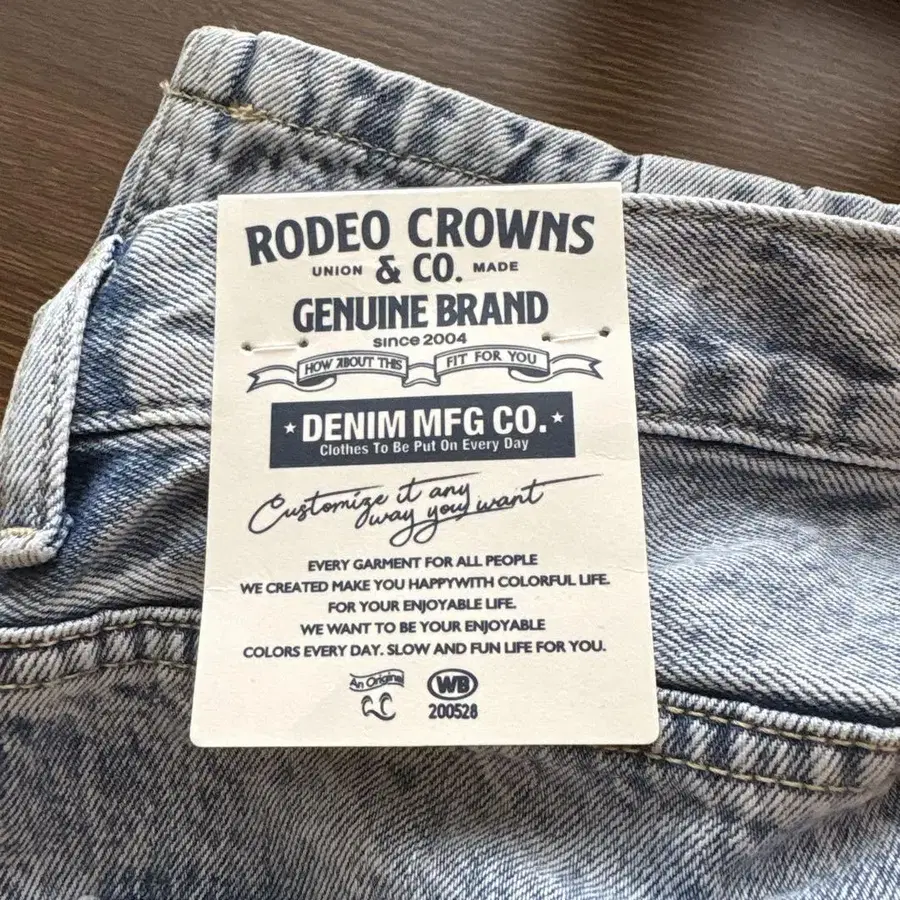 RODEO CROWNS
UNION & CO. MADE
GENUINE BRAND
since 2004
HOW ABOUT THIS FIT FOR YOU
★ DENIM MFG CO. ★
Clothes To Be Put On Every Day
Customize it any
way you want
EVERY GARMENT FOR ALL PEOPLE
WE CREATED MAKE YOU HAPPYWITH COLORFUL LIFE.
FOR YOUR ENJOYABLE LIFE.
WE WANT TO BE YOUR ENJOYABLE
COLORS EVERY DAY. SLOW AND FUN LIFE FOR YOU.
An Original
WB
200528